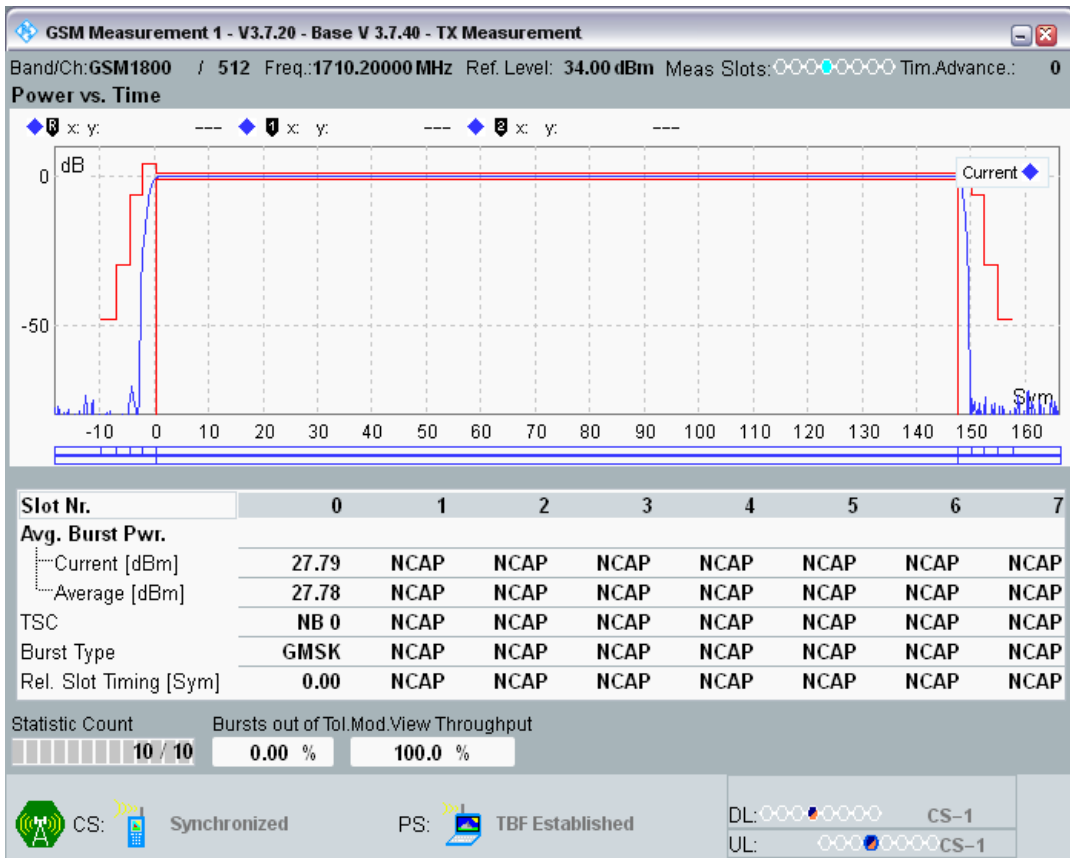 GSM Measurement 1 - V3.7.20 - Base V 3.7.40 - TX Measurement
Band/Ch:GSM1800 / 512 Freq.:1710.20000 MHz Ref. Level: 34.00 dBm Meas Slots: Tim.Advance.: 0
Power vs. Time
R x: y: --- 1 x: y: --- 2 x: y: ---
dB
Current
0
-50
Sym
-10 0 10 20 30 40 50 60 70 80 90 100 110 120 130 140 150 160
Slot Nr. 0 1 2 3 4 5 6 7
Avg. Burst Pwr.
Current [dBm] 27.79 NCAP NCAP NCAP NCAP NCAP NCAP NCAP
Average [dBm] 27.78 NCAP NCAP NCAP NCAP NCAP NCAP NCAP
TSC NB 0 NCAP NCAP NCAP NCAP NCAP NCAP NCAP
Burst Type GMSK NCAP NCAP NCAP NCAP NCAP NCAP NCAP
Rel. Slot Timing [Sym] 0.00 NCAP NCAP NCAP NCAP NCAP NCAP NCAP
Statistic Count Bursts out of Tol.Mod.View Throughput
10 / 10 0.00 % 100.0 %
CS: Synchronized PS: TBF Established
DL: CS-1
UL: CS-1